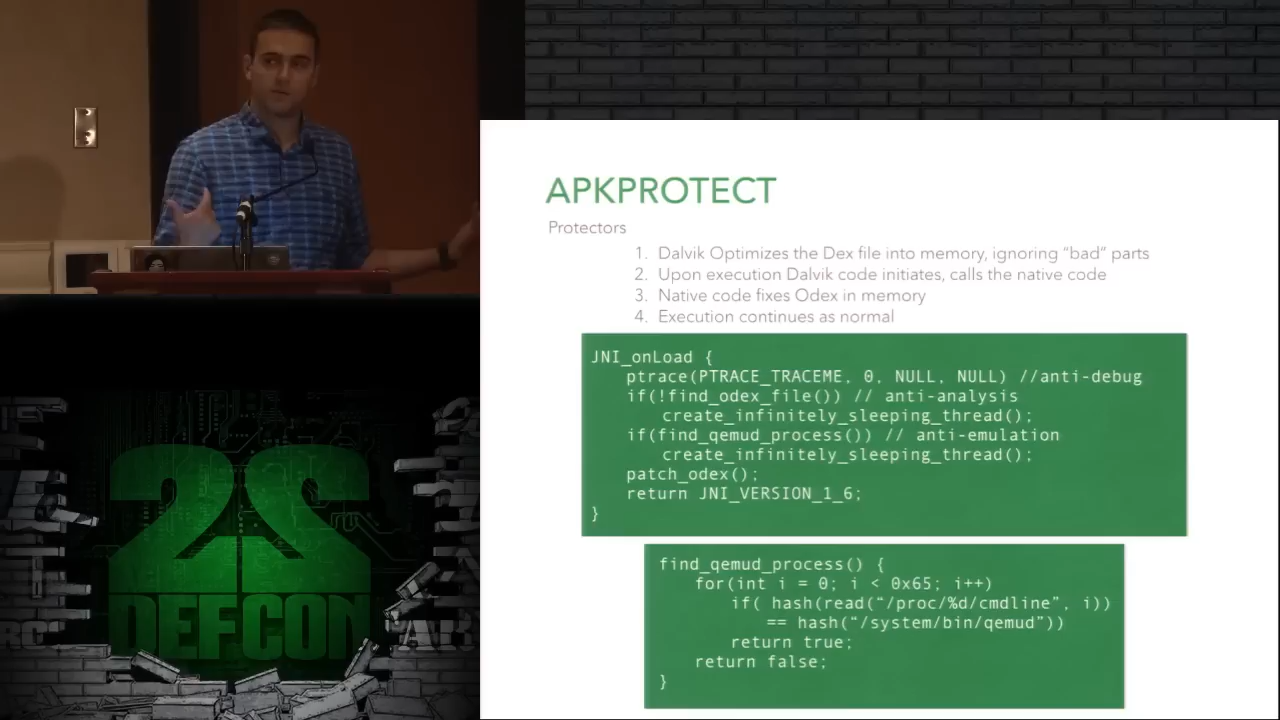 APKPROTECT
Protectors
1. Dalvik Optimizes the Dex file into memory, ignoring “bad” parts
2. Upon execution Dalvik code initiates, calls the native code
3. Native code fixes Odex in memory
4. Execution continues as normal
JNI_onLoad {
ptrace(PTRACE_TRACEME, 0, NULL, NULL) //anti-debug
if(!find_odex_file()) // anti-analysis
create_infinitely_sleeping_thread();
if(find_qemud_process()) // anti-emulation
create_infinitely_sleeping_thread();
patch_odex();
return JNI_VERSION_1_6;
}
find_qemud_process() {
for(int i = 0; i < 0x65; i++)
if( hash(read(“/proc/%d/cmdline”, i))
== hash(“/system/bin/qemud”))
return true;
return false;
}
22
DEFCON